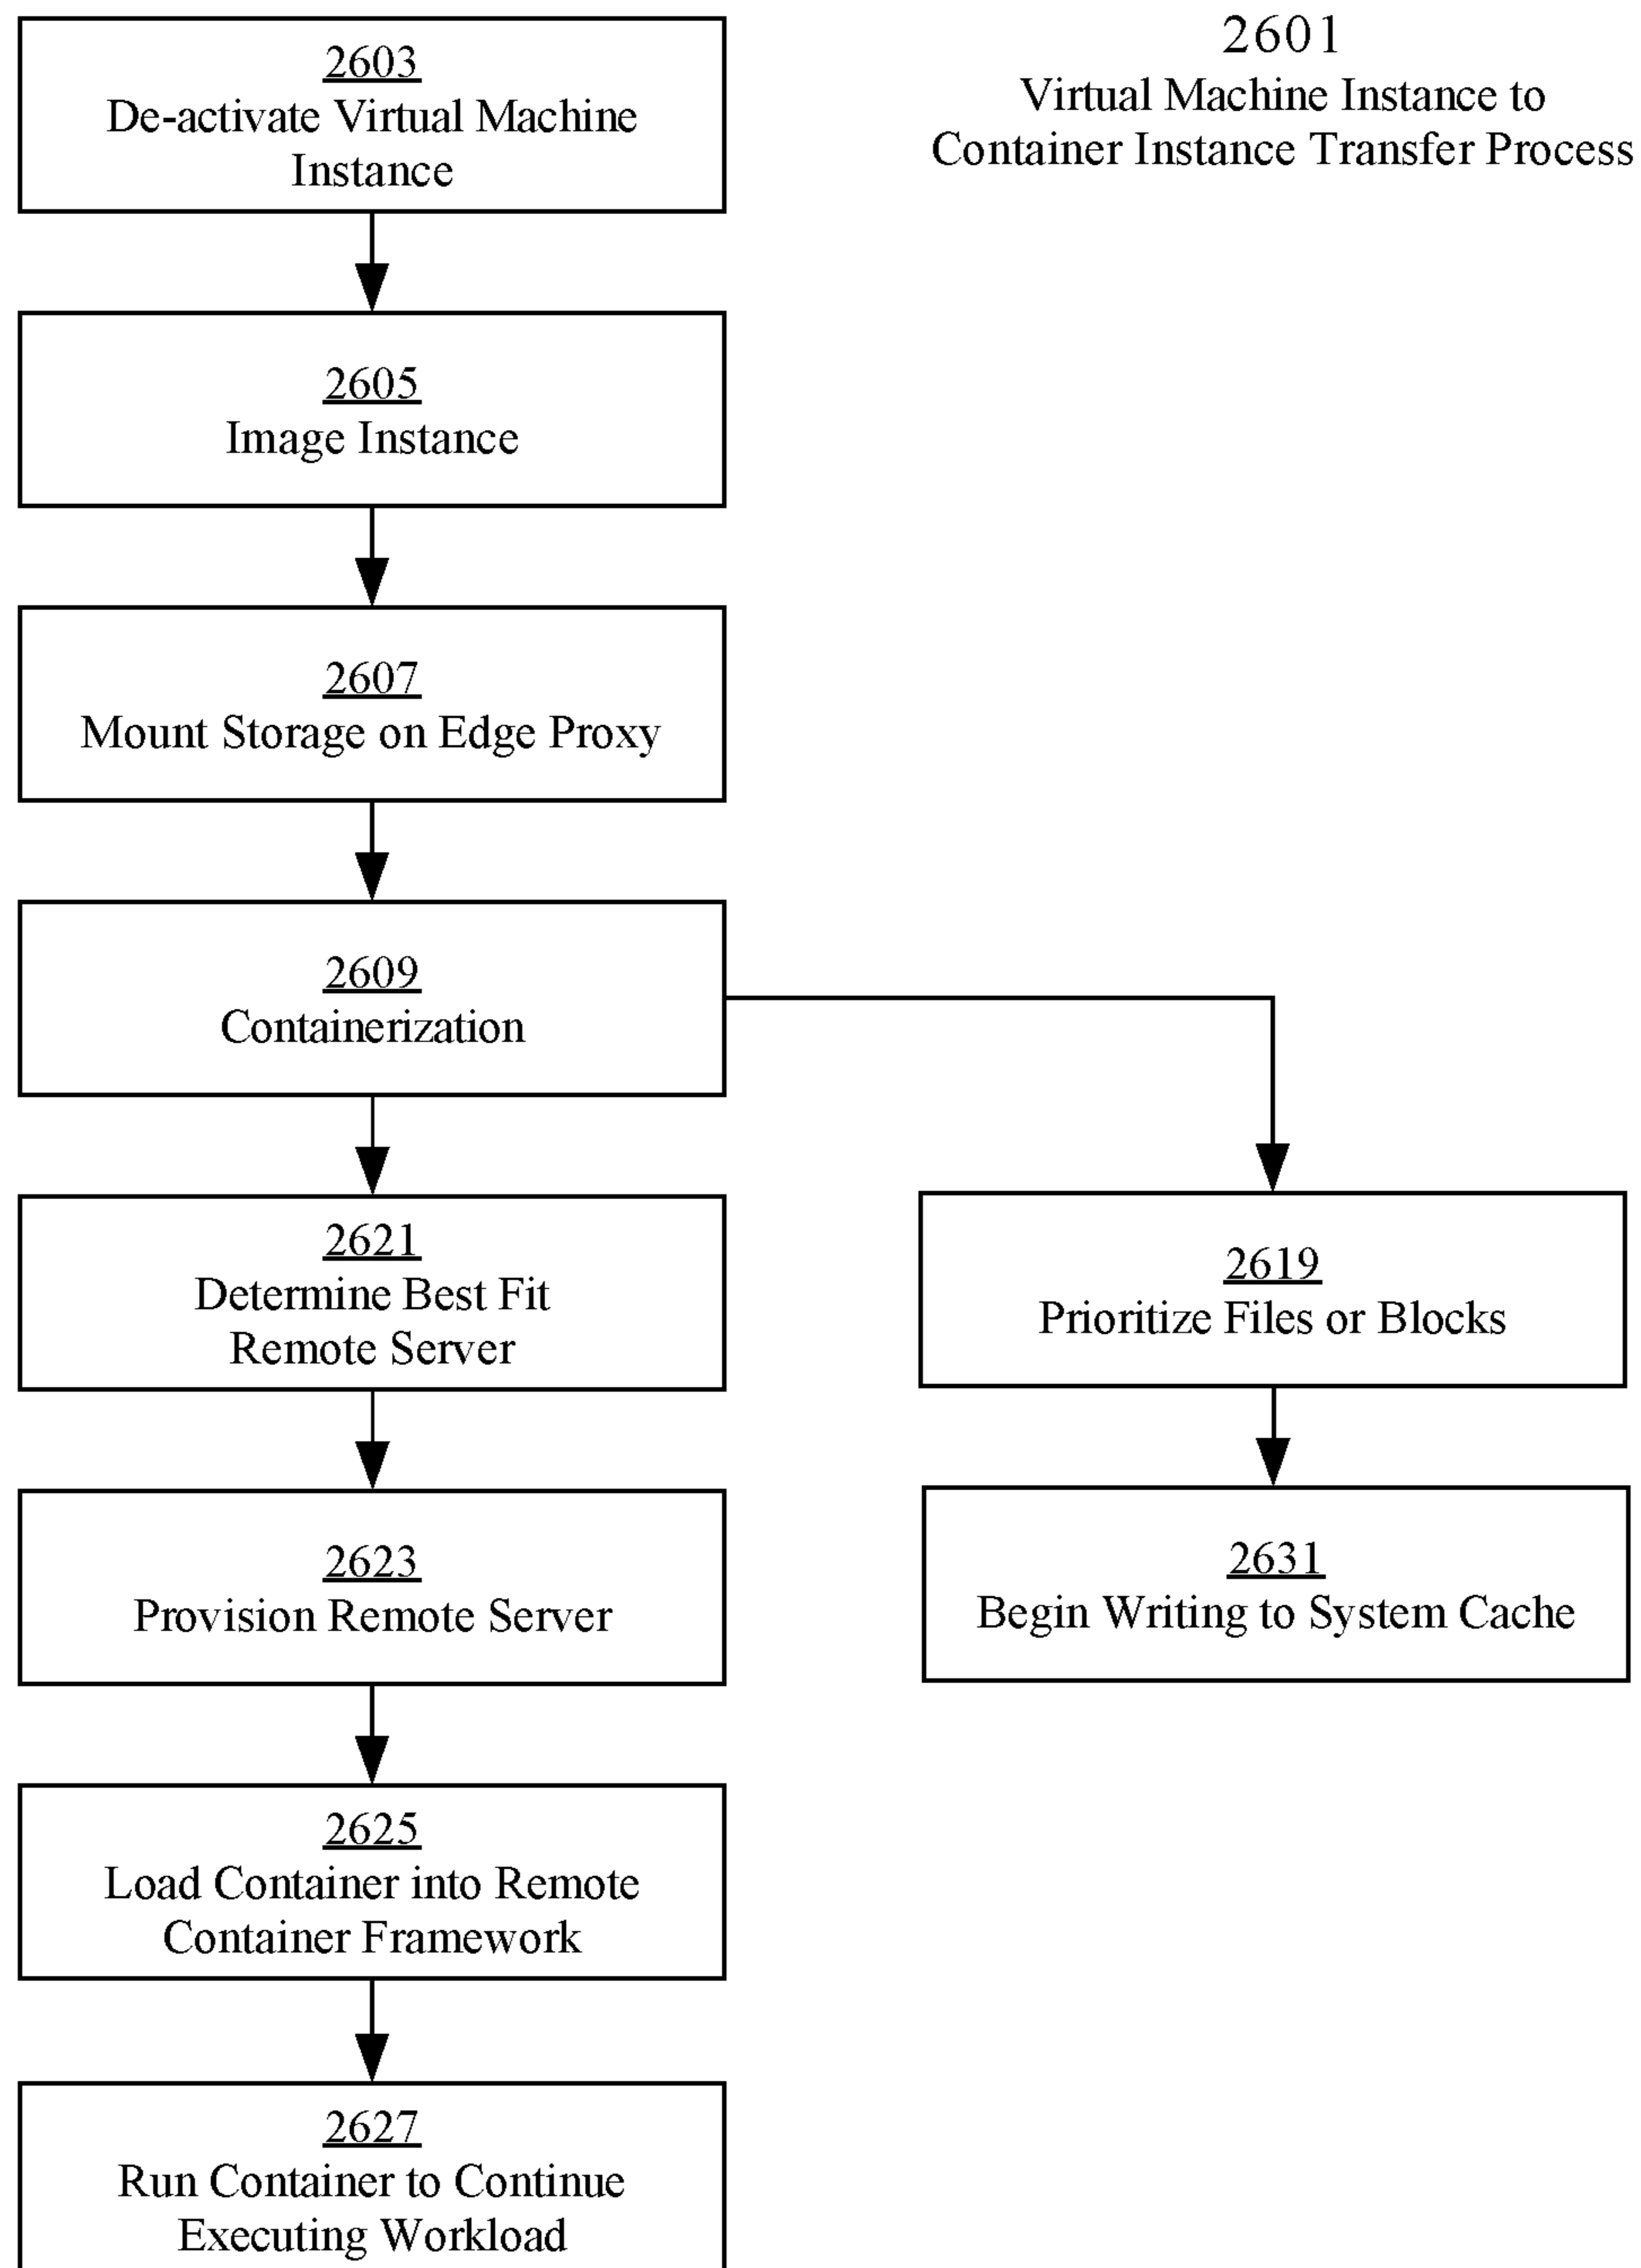 2601
Virtual Machine Instance to
Container Instance Transfer Process
2603
De-activate Virtual Machine
Instance
2605
Image Instance
2607
Mount Storage on Edge Proxy
2609
Containerization
2621
Determine Best Fit
Remote Server
2619
Prioritize Files or Blocks
2623
Provision Remote Server
2631
Begin Writing to System Cache
2625
Load Container into Remote
Container Framework
2627
Run Container to Continue
Executing Workload